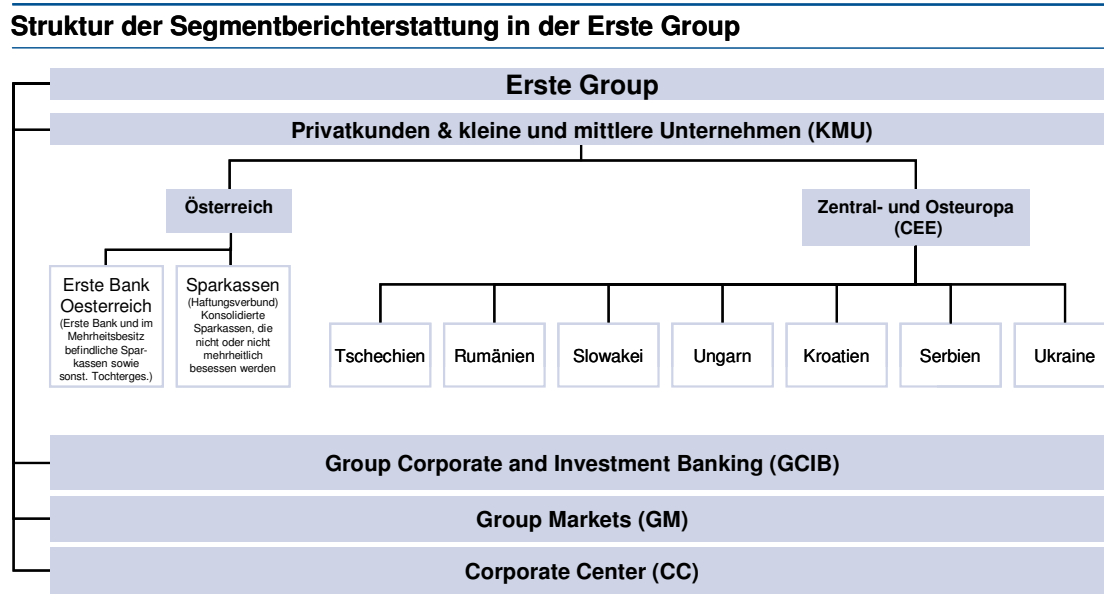 Struktur der Segmentberichterstattung in der Erste Group
Erste Group
Privatkunden & kleine und mittlere Unternehmen (KMU)
Österreich
Zentral- und Osteuropa
(CEE)
Erste Bank
Oesterreich
(Erste Bank und im
Mehrheitsbesitz
befindliche Spar-
kassen sowie
sonst. Tochterges.)
Sparkassen
(Haftungsverbund)
Konsolidierte
Sparkassen, die
nicht oder nicht
mehrheitlich
besessen werden
Tschechien
Rumänien
Slowakei
Ungarn
Kroatien
Serbien
Ukraine
Group Corporate and Investment Banking (GCIB)
Group Markets (GM)
Corporate Center (CC)